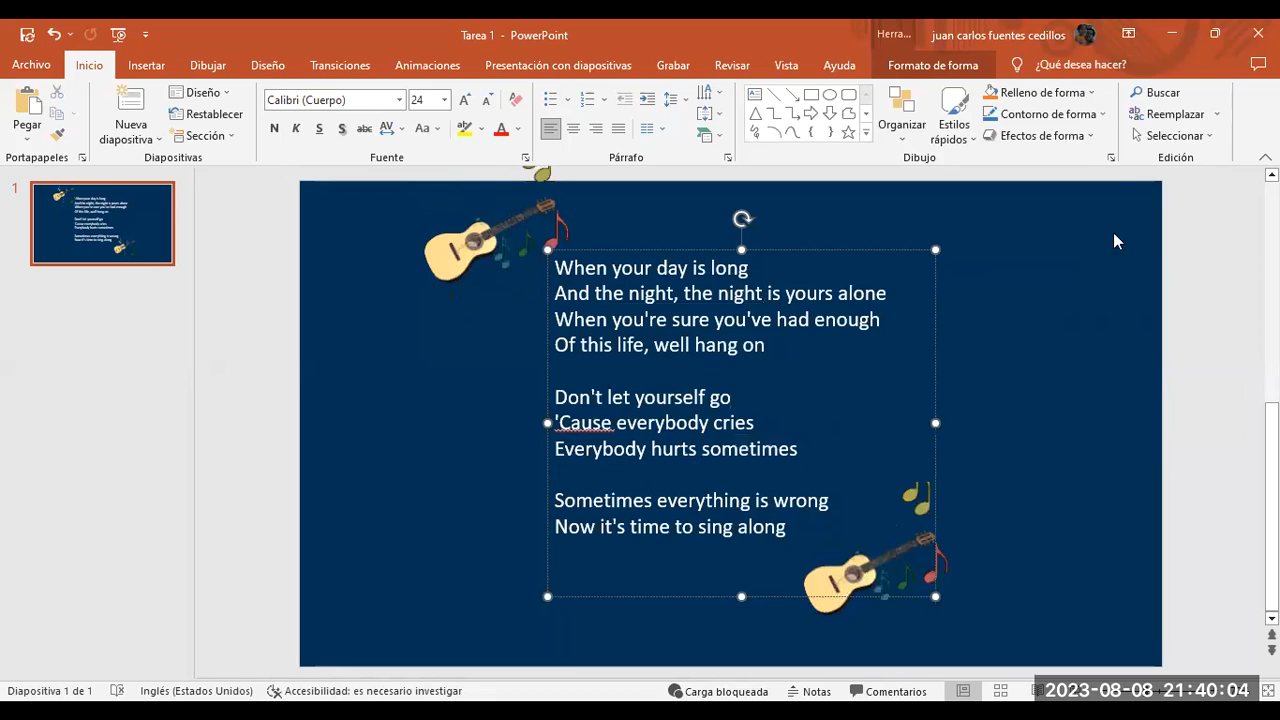 Tarea 1 - PowerPoint
Herra...
juan carlos fuentes cedillos
Archivo Inicio Insertar Dibujar Diseño Transiciones Animaciones Presentación con diapositivas Grabar Revisar Vista Ayuda Formato de forma ¿Qué desea hacer?
Pegar
Portapapeles
Nueva diapositiva
Diseño
Restablecer
Sección
Diapositivas
Calibri (Cuerpo) 24
N K S S abc AV Aa A
Fuente
Párrafo
Organizar
Estilos rápidos
Relleno de forma
Contorno de forma
Efectos de forma
Dibujo
Buscar
Reemplazar
Seleccionar
Edición
1
When your day is long
And the night, the night is yours alone
When you're sure you've had enough
Of this life, well hang on
Don't let yourself go
'Cause everybody cries
Everybody hurts sometimes
Sometimes everything is wrong
Now it's time to sing along
Diapositiva 1 de 1 Inglés (Estados Unidos) Accesibilidad: es necesario investigar Carga bloqueada Notas Comentarios
2023-08-08 21:40:04